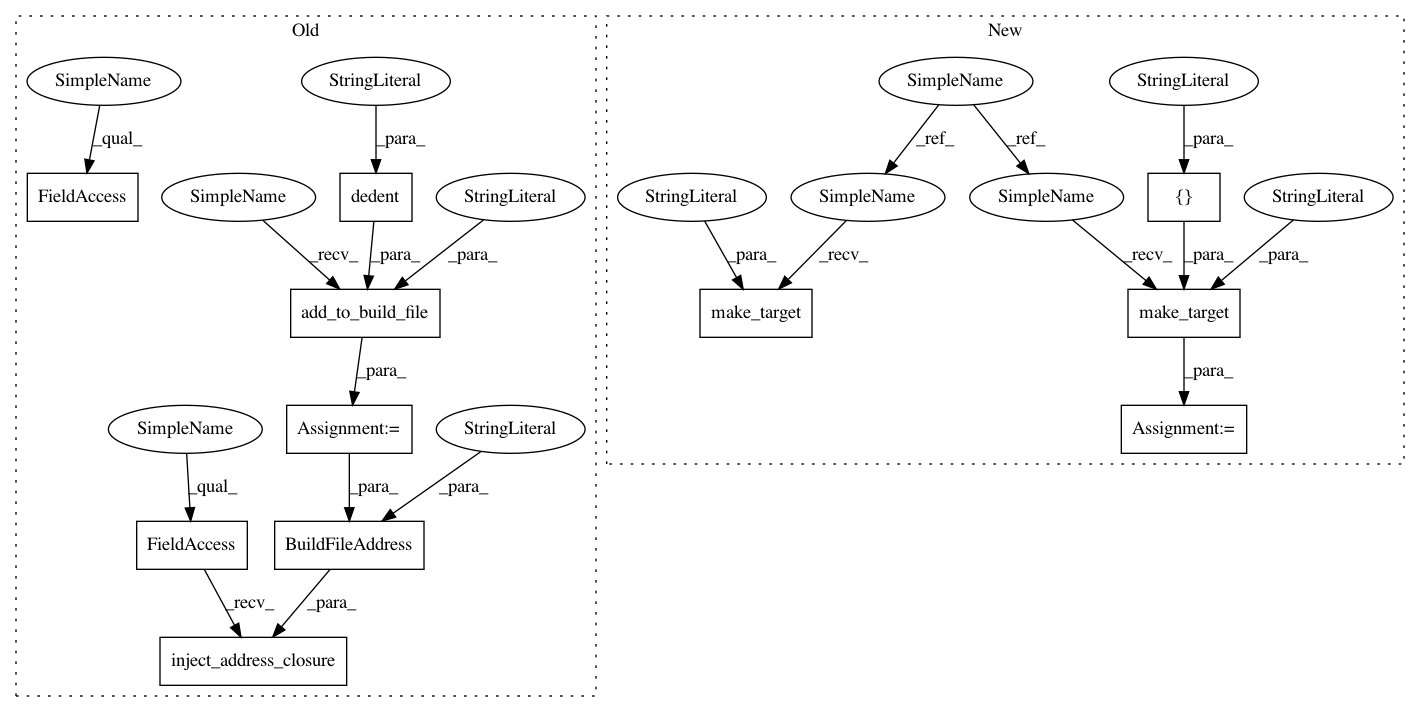 Old
New
SimpleName
StringLiteral
SimpleName
StringLiteral
_qual_
_para_
_ref_
_ref_
_para_
FieldAccess
SimpleName
dedent
StringLiteral
StringLiteral
SimpleName
SimpleName
{}
StringLiteral
_recv_
_para_
_para_
_para_
_recv_
_recv_
_para_
_para_
add_to_build_file
make_target
make_target
_para_
_para_
SimpleName
Assignment:=
StringLiteral
Assignment:=
_qual_
_para_
_para_
FieldAccess
BuildFileAddress
_recv_
_para_
inject_address_closure